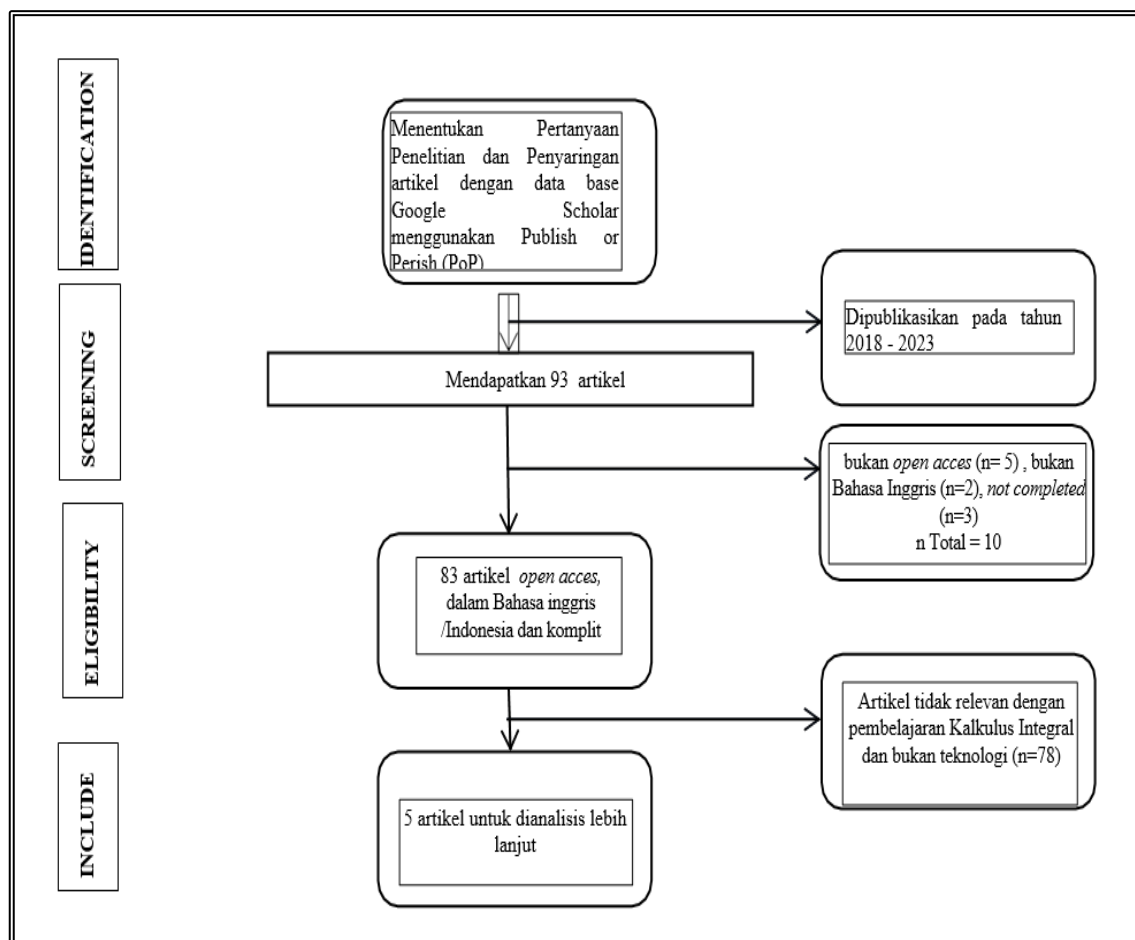 IDENTIFICATION
Menentukan Pertanyaan
Penelitian dan Penyaringan
artikel dengan data base
Google Scholar
menggunakan Publish or
Perish (PoP)
Dipublikasikan pada tahun
2018 - 2023
SCREENING
Mendapatkan 93 artikel
bukan open acces (n= 5) , bukan
Bahasa Inggris (n=2), not completed
(n=3)
n Total = 10
ELIGIBILITY
83 artikel open acces,
dalam Bahasa inggris
/Indonesia dan komplit
Artikel tidak relevan dengan
pembelajaran Kalkulus Integral
dan bukan teknologi (n=78)
INCLUDE
5 artikel untuk dianalisis lebih
lanjut